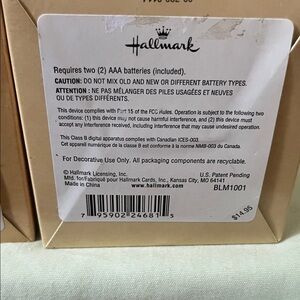 Hallmark
Requires two (2) AAA batteries (included).
CAUTION: DO NOT MIX OLD AND NEW OR DIFFERENT BATTERY TYPES.
ATTENTION : NE PAS MÉLANGER DES PILES USAGÉES ET NEUVES
OU DE TYPES DIFFÉRENTS.
This device complies with Part 15 of the FCC Rules. Operation is subject to the following two
conditions: (1) this device may not cause harmful interference, and (2) this device must
accept any interference received, including interference that may cause undesired operation.
This Class B digital apparatus complies with Canadian ICES-003.
Cet appareil numérique de la classe B est conforme à la norme NMB-003 du Canada.
For Decorative Use Only. All packaging components are recyclable.
© Hallmark Licensing, Inc. U.S. Patent Pending
Mfd. for/Fabriqué pour Hallmark Cards, Inc., Kansas City, MO 64141
Made in China www.hallmark.com BLM1001
7 95902 24681 5
$14.95